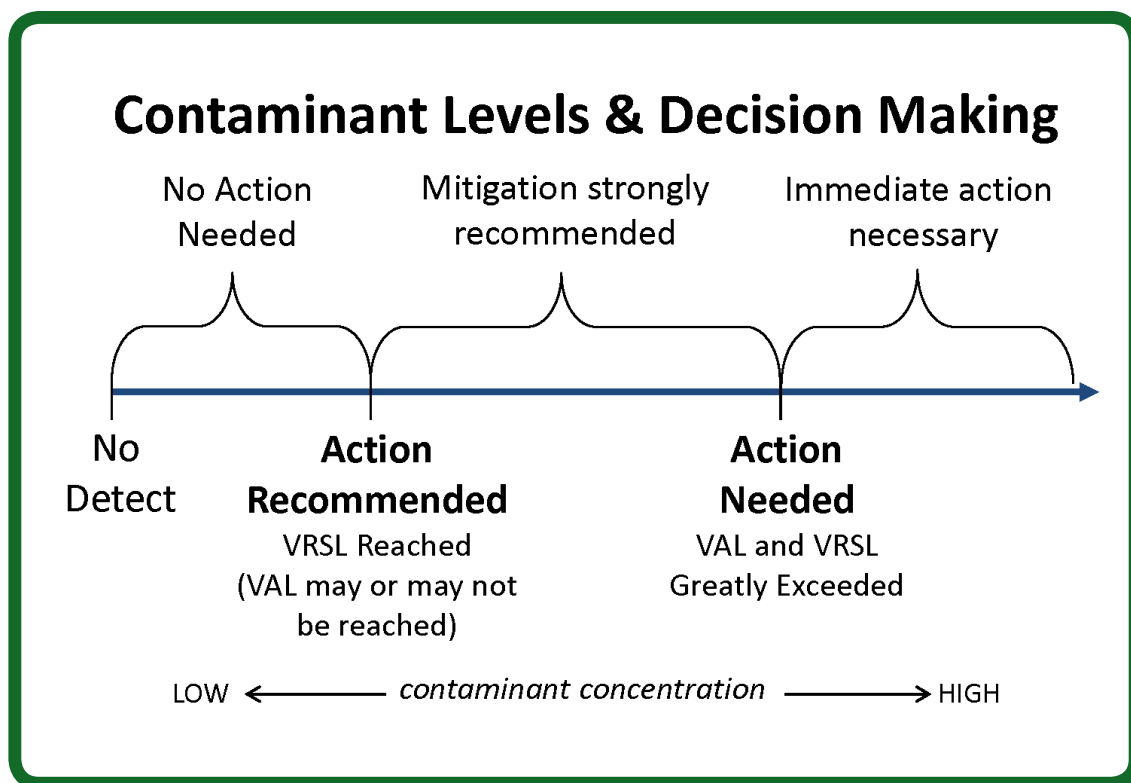 Contaminant Levels & Decision Making
No Action
Needed
Mitigation strongly
recommended
Immediate action
necessary
No
Detect
Action
Recommended
VRSL Reached
(VAL may or may not
be reached)
Action
Needed
VAL and VRSL
Greatly Exceeded
LOW contaminant concentration HIGH